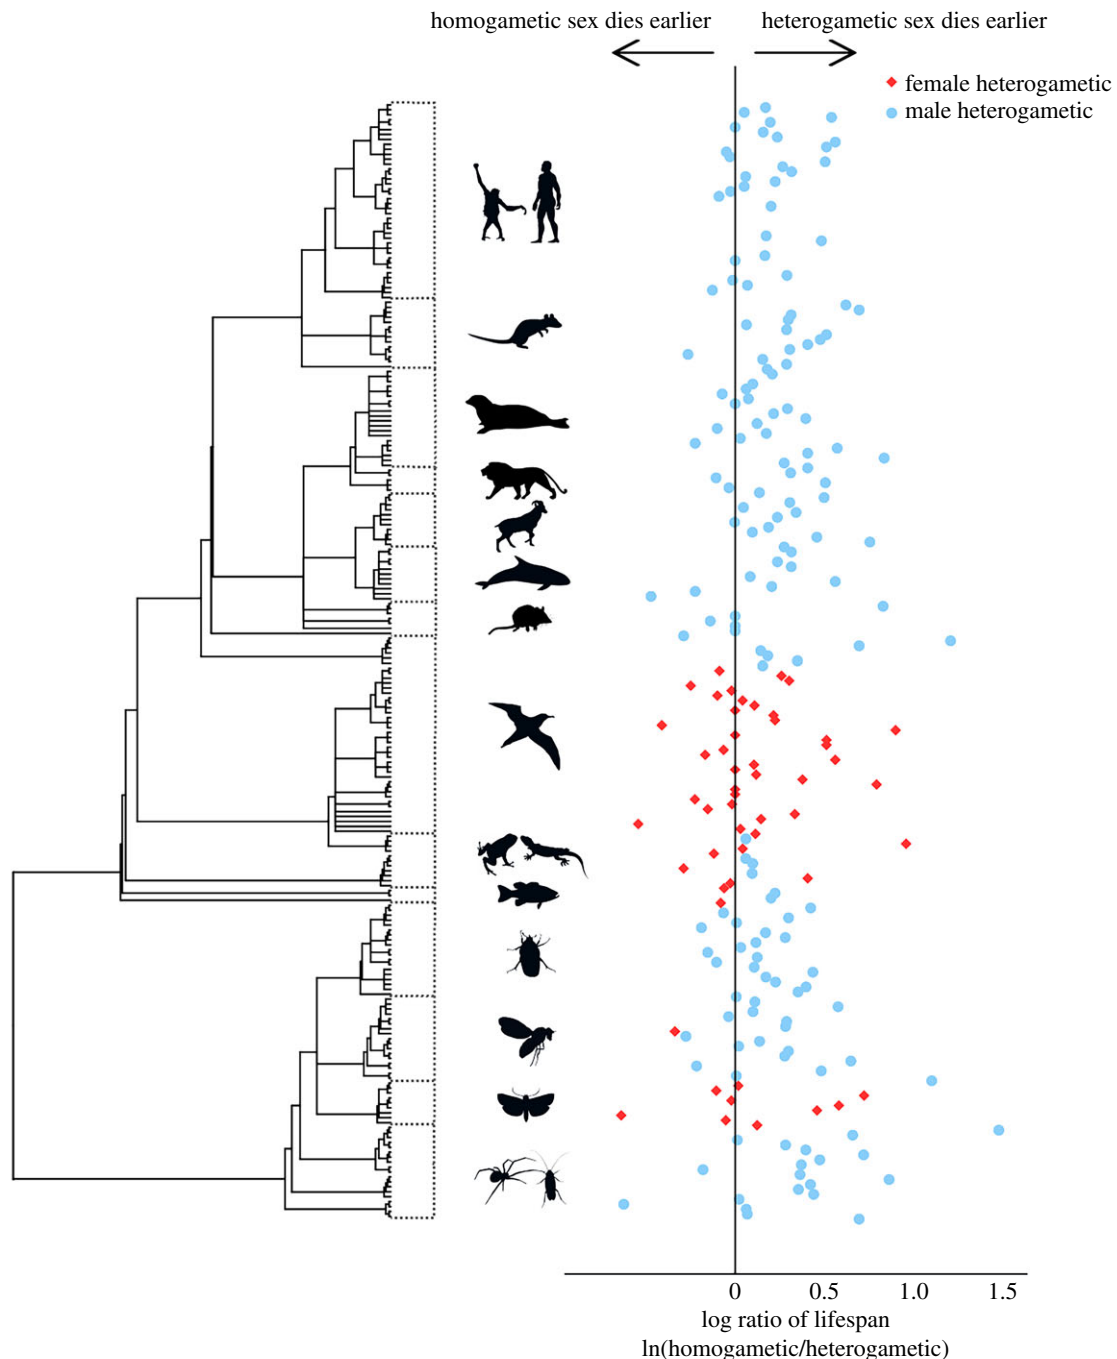 homogametic sex dies earlier
heterogametic sex dies earlier
female heterogametic
male heterogametic
0 0.5 1.0 1.5
log ratio of lifespan
ln(homogametic/heterogametic)